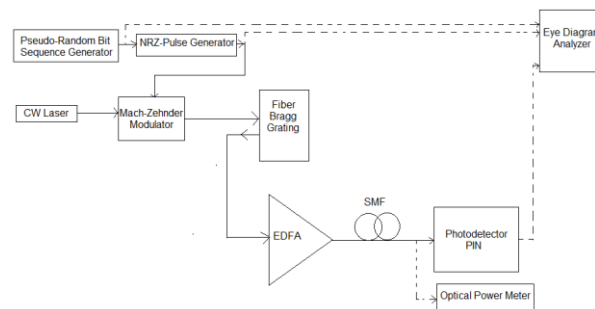 Pseudo-Random Bit
Sequence Generator
NRZ-Pulse Generator
Eye Diagram
Analyzer
CW Laser
Mach-Zehnder
Modulator
Fiber
Bragg
Grating
SMF
EDFA
Photodetector
PIN
Optical Power Meter